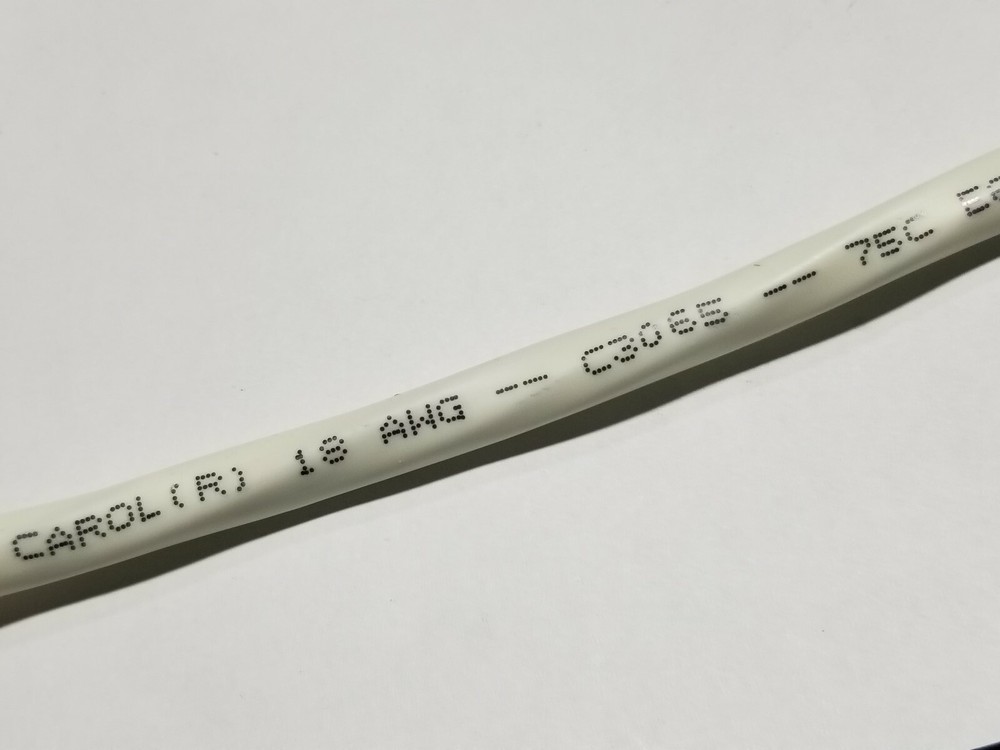 CAROL(R) 18 AWG -- C3065 -- 75C